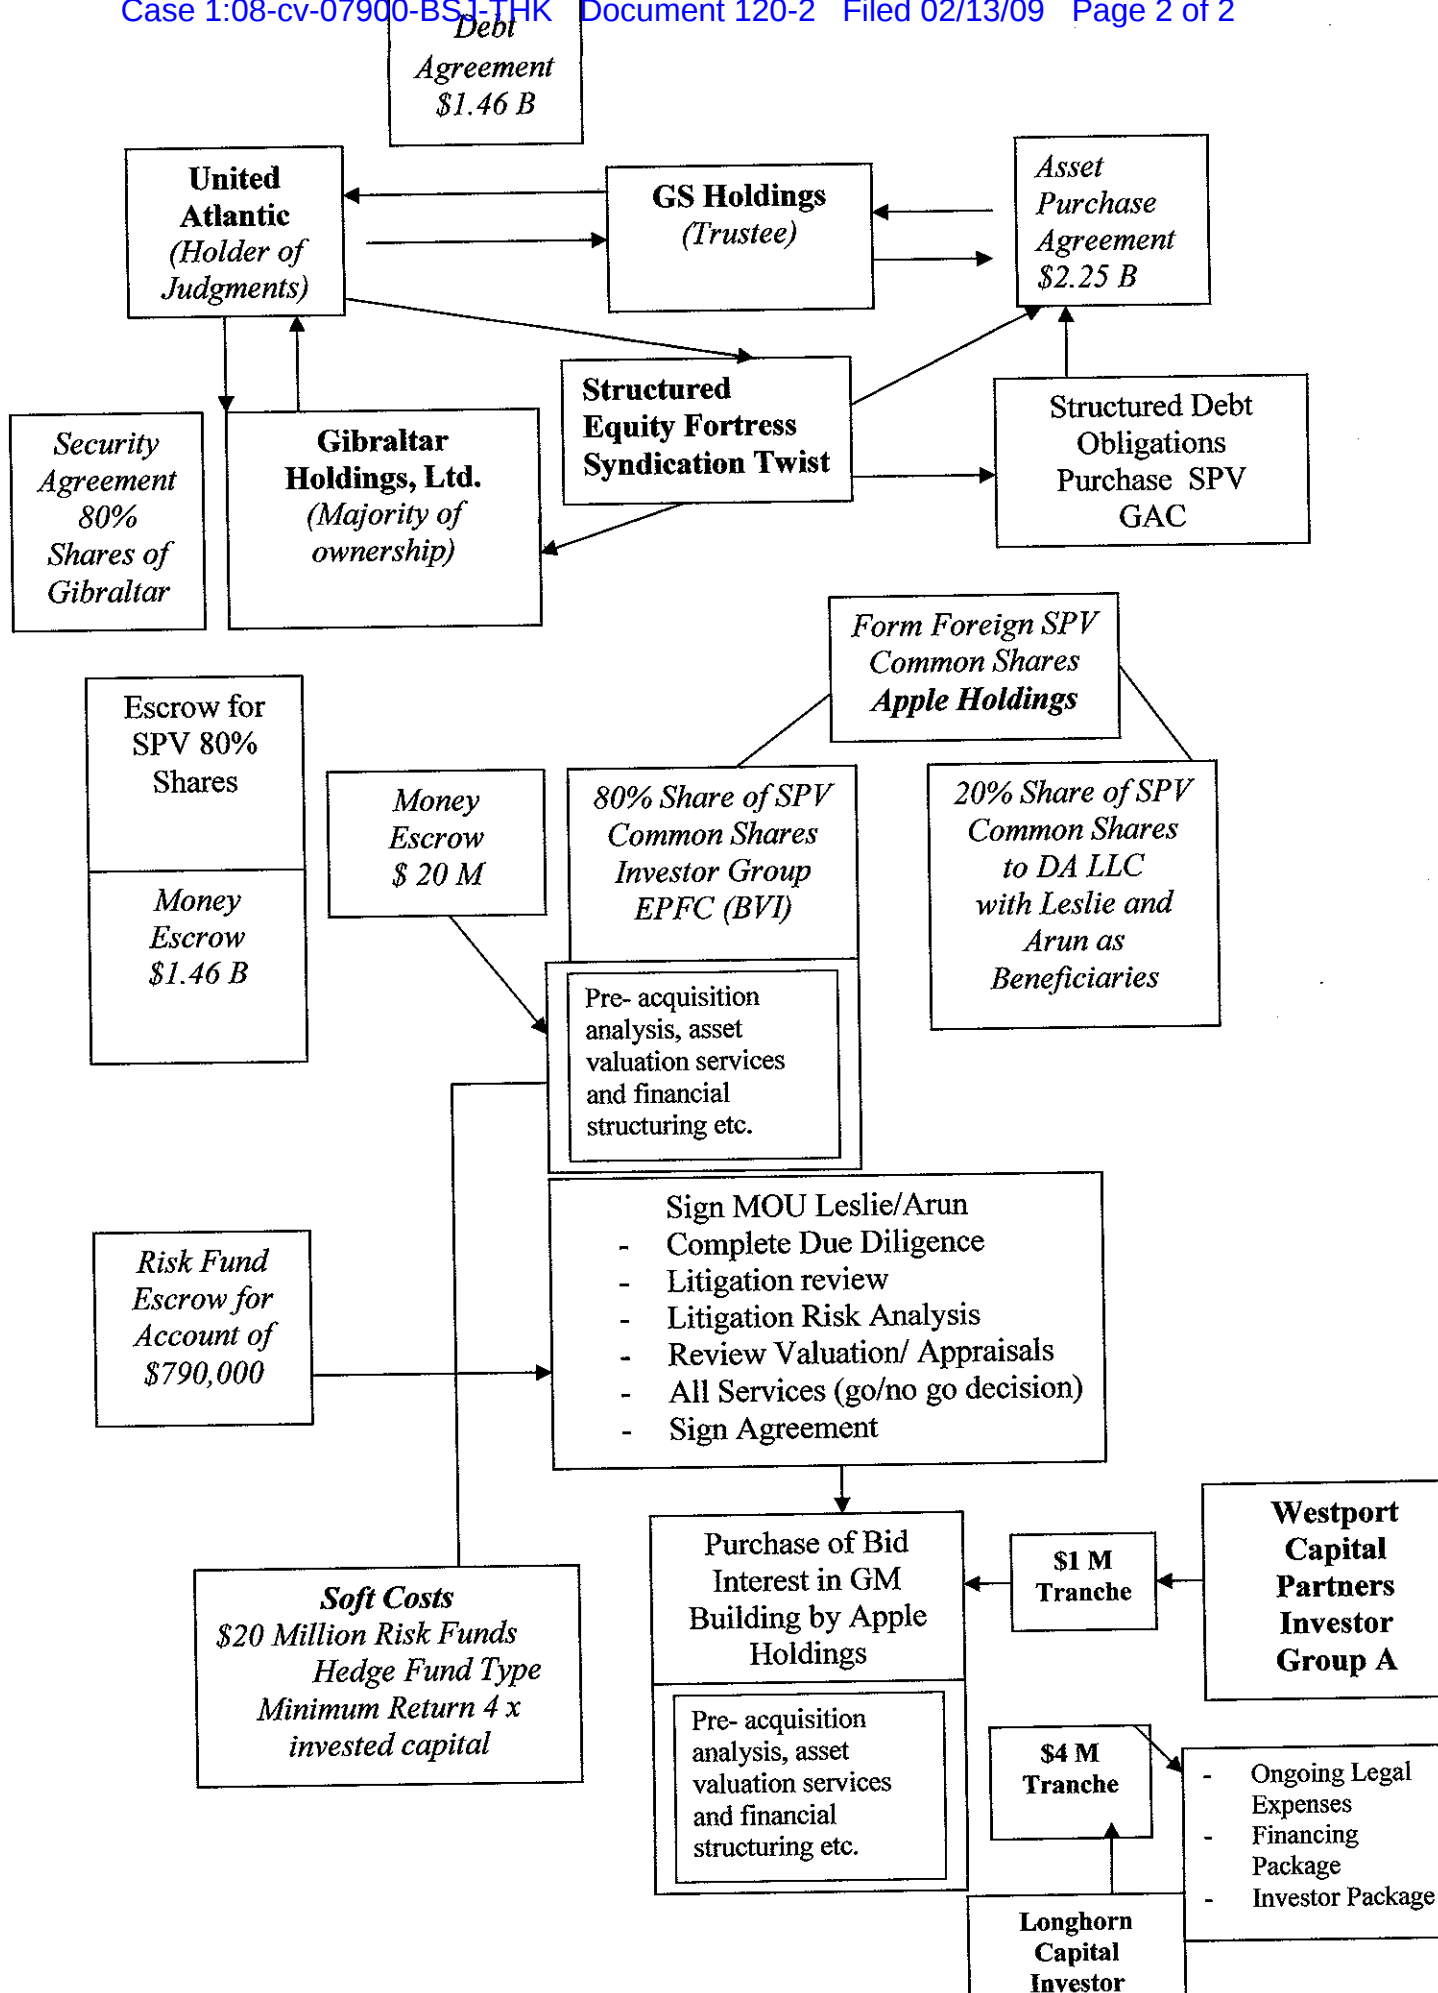 Case 1:08-cv-07900-BSJ-THK Document 120-2 Filed 02/13/09 Page 2 of 2
Debt
Agreement
$1.46 B
United
Atlantic
(Holder of
Judgments)
GS Holdings
(Trustee)
Asset
Purchase
Agreement
$2.25 B
Security
Agreement
80%
Shares of
Gibraltar
Gibraltar
Holdings, Ltd.
(Majority of
ownership)
Structured
Equity Fortress
Syndication Twist
Structured Debt
Obligations
Purchase SPV
GAC
Form Foreign SPV
Common Shares
Apple Holdings
Escrow for
SPV 80%
Shares
Money
Escrow
$1.46 B
Money
Escrow
$ 20 M
80% Share of SPV
Common Shares
Investor Group
EPFC (BVI)
20% Share of SPV
Common Shares
to DA LLC
with Leslie and
Arun as
Beneficiaries
Pre- acquisition
analysis, asset
valuation services
and financial
structuring etc.
Risk Fund
Escrow for
Account of
$790,000
Sign MOU Leslie/Arun
- Complete Due Diligence
- Litigation review
- Litigation Risk Analysis
- Review Valuation/ Appraisals
- All Services (go/no go decision)
- Sign Agreement
Soft Costs
$20 Million Risk Funds
Hedge Fund Type
Minimum Return 4 x
invested capital
Purchase of Bid
Interest in GM
Building by Apple
Holdings
Pre- acquisition
analysis, asset
valuation services
and financial
structuring etc.
$1 M
Tranche
Westport
Capital
Partners
Investor
Group A
$4 M
Tranche
- Ongoing Legal
Expenses
- Financing
Package
- Investor Package
Longhorn
Capital
Investor